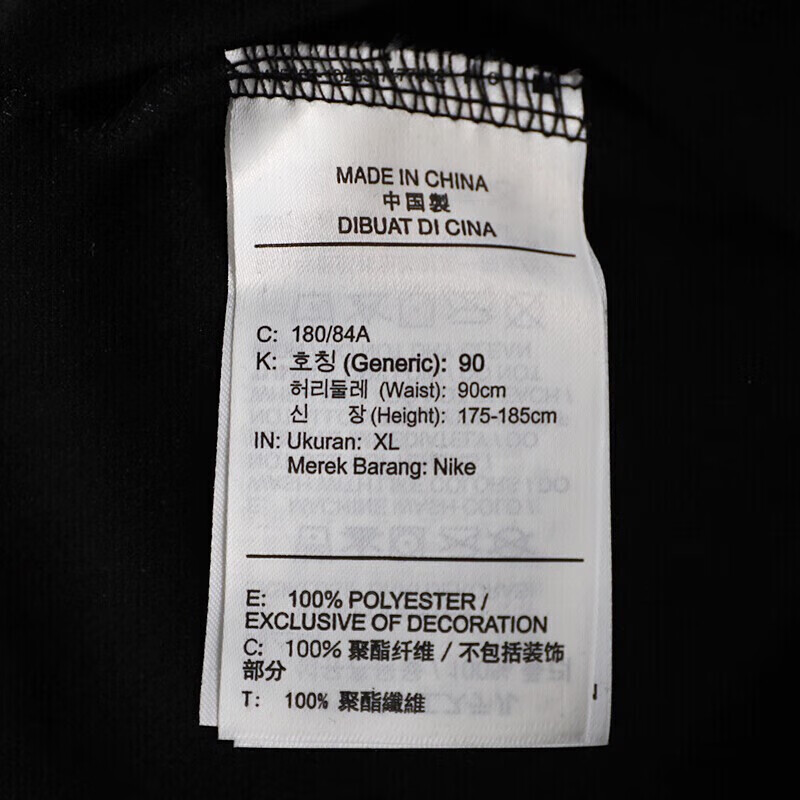 MADE IN CHINA
中国製
DIBUAT DI CINA
C: 180/84A
K: 호칭 (Generic): 90
허리둘레 (Waist): 90cm
신 장 (Height): 175-185cm
IN: Ukuran: XL
Merek Barang: Nike
E: 100% POLYESTER /
EXCLUSIVE OF DECORATION
C: 100% 聚酯纤维 / 不包括装饰
部分
T: 100% 聚酯纖維